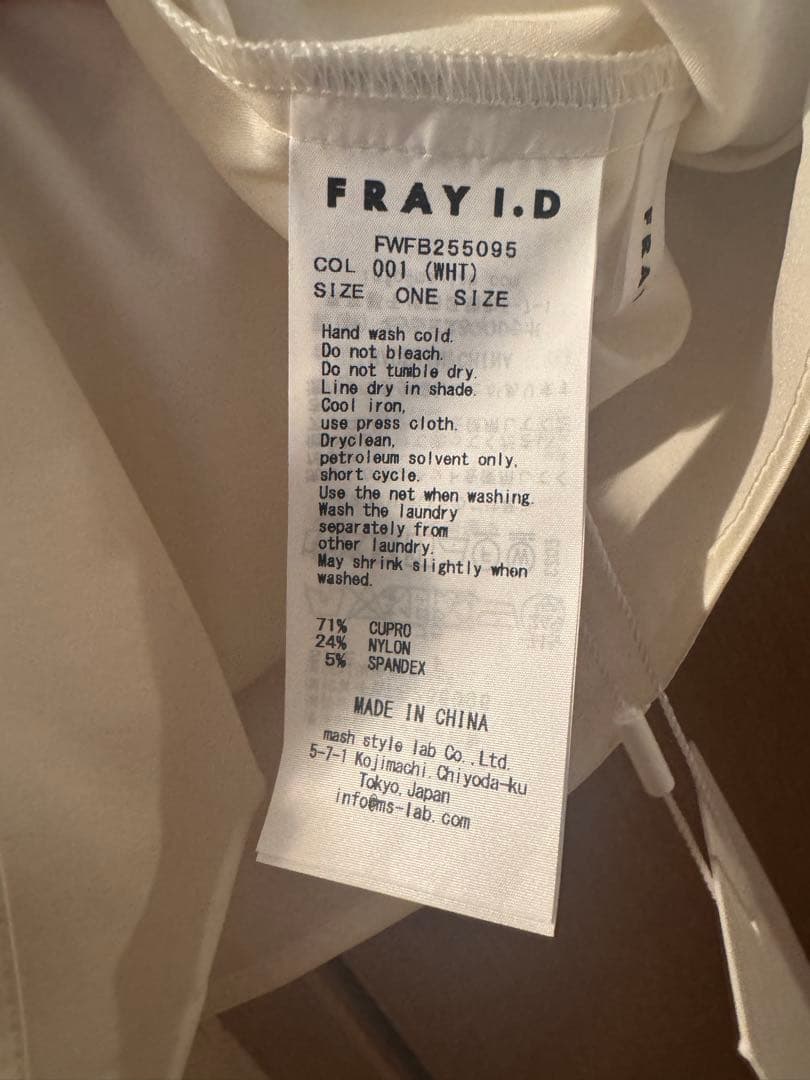 FRAY I.D
FWFB255095
COL 001 (WHT)
SIZE ONE SIZE
Hand wash cold.
Do not bleach.
Do not tumble dry.
Line dry in shade.
Cool iron,
use press cloth.
Dryclean,
petroleum solvent only,
short cycle.
Use the net when washing.
Wash the laundry
separately from
other laundry.
May shrink slightly when
washed.
71% CUPRO
24% NYLON
5% SPANDEX
MADE IN CHINA
mash style lab Co.,Ltd.
5-7-1 Kojimachi, Chiyoda-ku
Tokyo, Japan
info@ms-lab.com
FRA